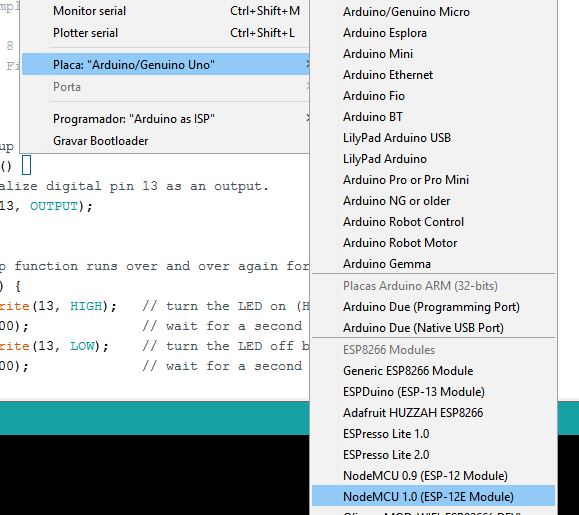 mpl
Monitor serial Ctrl+Shift+M
Plotter serial Ctrl+Shift+L
8
Fi
Placa: "Arduino/Genuino Uno"
Porta
Programador: "Arduino as ISP"
Gravar Bootloader
up
()
alize digital pin 13 as an output.
13, OUTPUT);
p function runs over and over again for
) {
rite(13, HIGH); // turn the LED on (H
00); // wait for a second
rite(13, LOW); // turn the LED off b
00); // wait for a second
Arduino/Genuino Micro
Arduino Esplora
Arduino Mini
Arduino Ethernet
Arduino Fio
Arduino BT
LilyPad Arduino USB
LilyPad Arduino
Arduino Pro or Pro Mini
Arduino NG or older
Arduino Robot Control
Arduino Robot Motor
Arduino Gemma
Placas Arduino ARM (32-bits)
Arduino Due (Programming Port)
Arduino Due (Native USB Port)
ESP8266 Modules
Generic ESP8266 Module
ESPDuino (ESP-13 Module)
Adafruit HUZZAH ESP8266
ESPresso Lite 1.0
ESPresso Lite 2.0
NodeMCU 0.9 (ESP-12 Module)
NodeMCU 1.0 (ESP-12E Module)